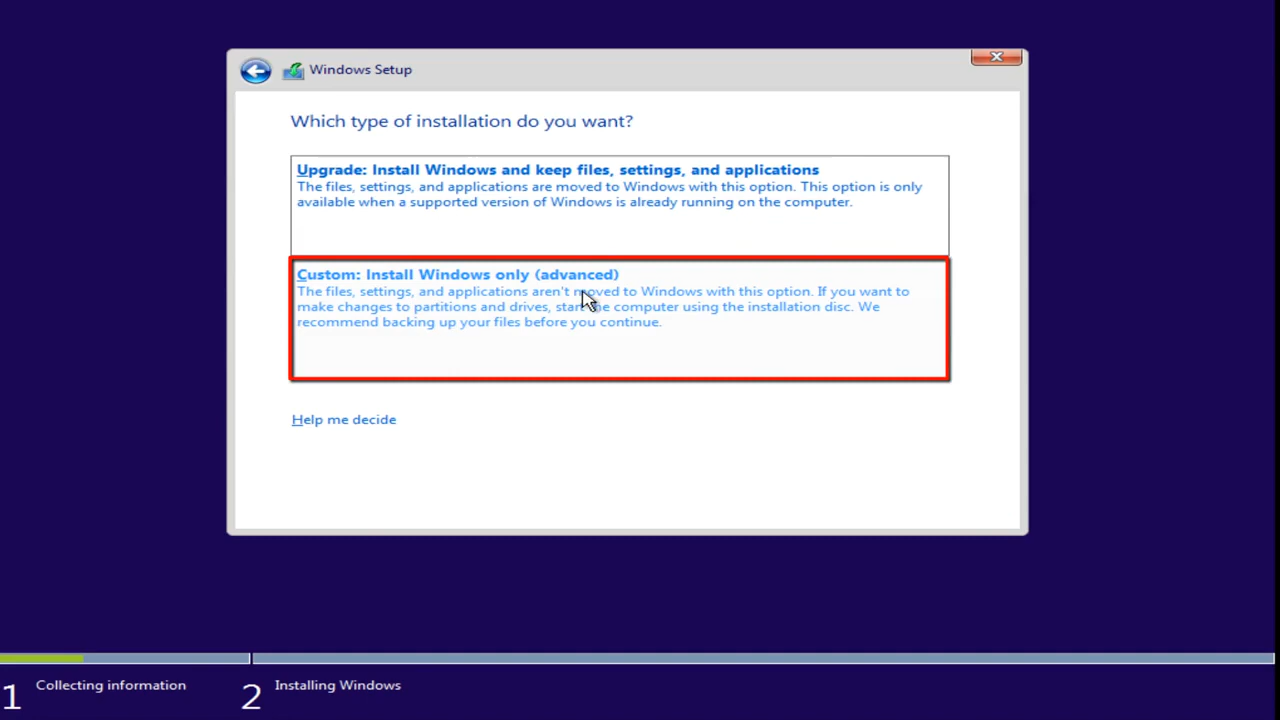 Windows Setup
Which type of installation do you want?
Upgrade: Install Windows and keep files, settings, and applications
The files, settings, and applications are moved to Windows with this option. This option is only
available when a supported version of Windows is already running on the computer.
Custom: Install Windows only (advanced)
The files, settings, and applications aren't moved to Windows with this option. If you want to
make changes to partitions and drives, start the computer using the installation disc. We
recommend backing up your files before you continue.
Help me decide
1 Collecting information 2 Installing Windows